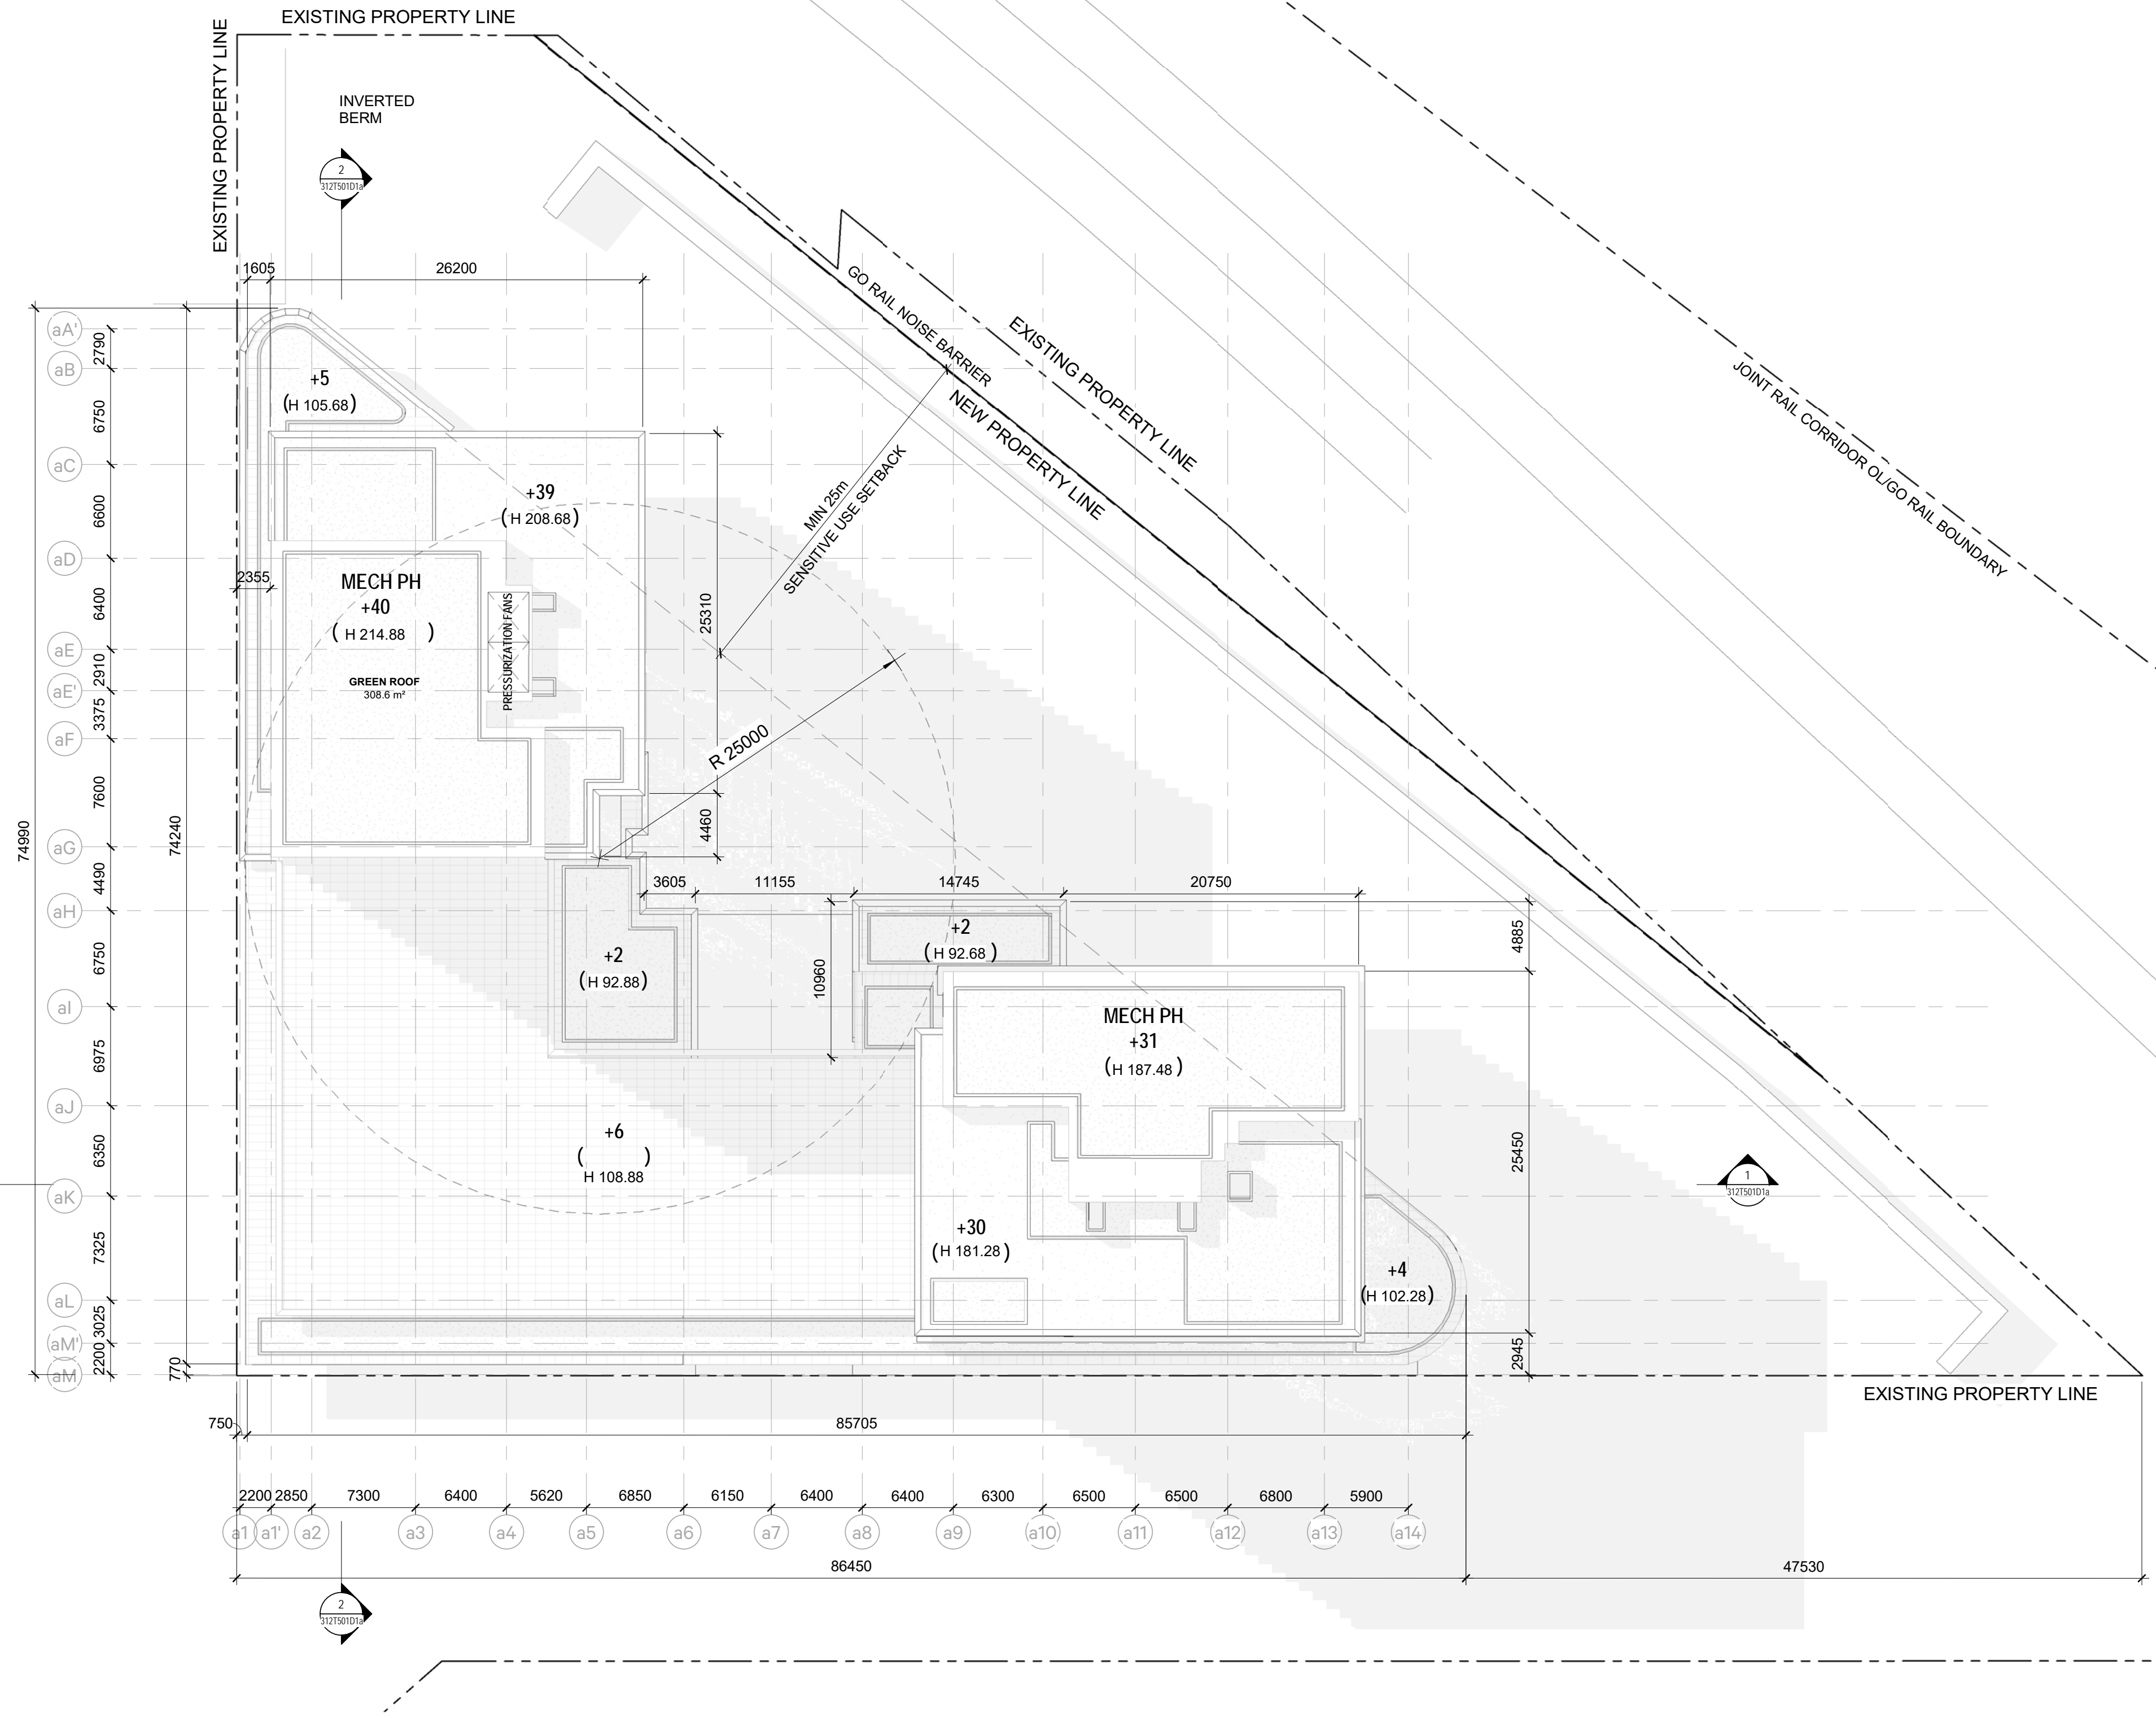 EXISTING PROPERTY LINE
EXISTING PROPERTY LINE
INVERTED
BERM
2
312T501D1a
1605
26200
GO RAIL NOISE BARRIER
EXISTING PROPERTY LINE
NEW PROPERTY LINE
JOINT RAIL CORRIDOR OL/GO RAIL BOUNDARY
MIN 25m
SENSITIVE USE SETBACK
aA'
2790
aB
6750
aC
6600
aD
6400
aE
2910
aE'
3375
aF
7600
aG
4490
aH
6750
aI
6975
aJ
6350
aK
7325
aL
3025
aM'
2200
aM
74990
74240
770
+5
(H 105.68)
+39
(H 208.68)
2355
MECH PH
+40
( H 214.88 )
GREEN ROOF
308.6 m²
PRESSURIZATION FANS
25310
R 25000
4460
3605
11155
14745
20750
+2
(H 92.88)
10960
+2
(H 92.68)
4885
MECH PH
+31
(H 187.48)
25450
+6
( )
H 108.88
+30
(H 181.28)
+4
(H 102.28)
2945
1
312T501D1a
EXISTING PROPERTY LINE
750
85705
2200
2850
7300
6400
5620
6850
6150
6400
6400
6300
6500
6500
6800
5900
a1
a1'
a2
a3
a4
a5
a6
a7
a8
a9
a10
a11
a12
a13
a14
86450
47530
2
312T501D1a